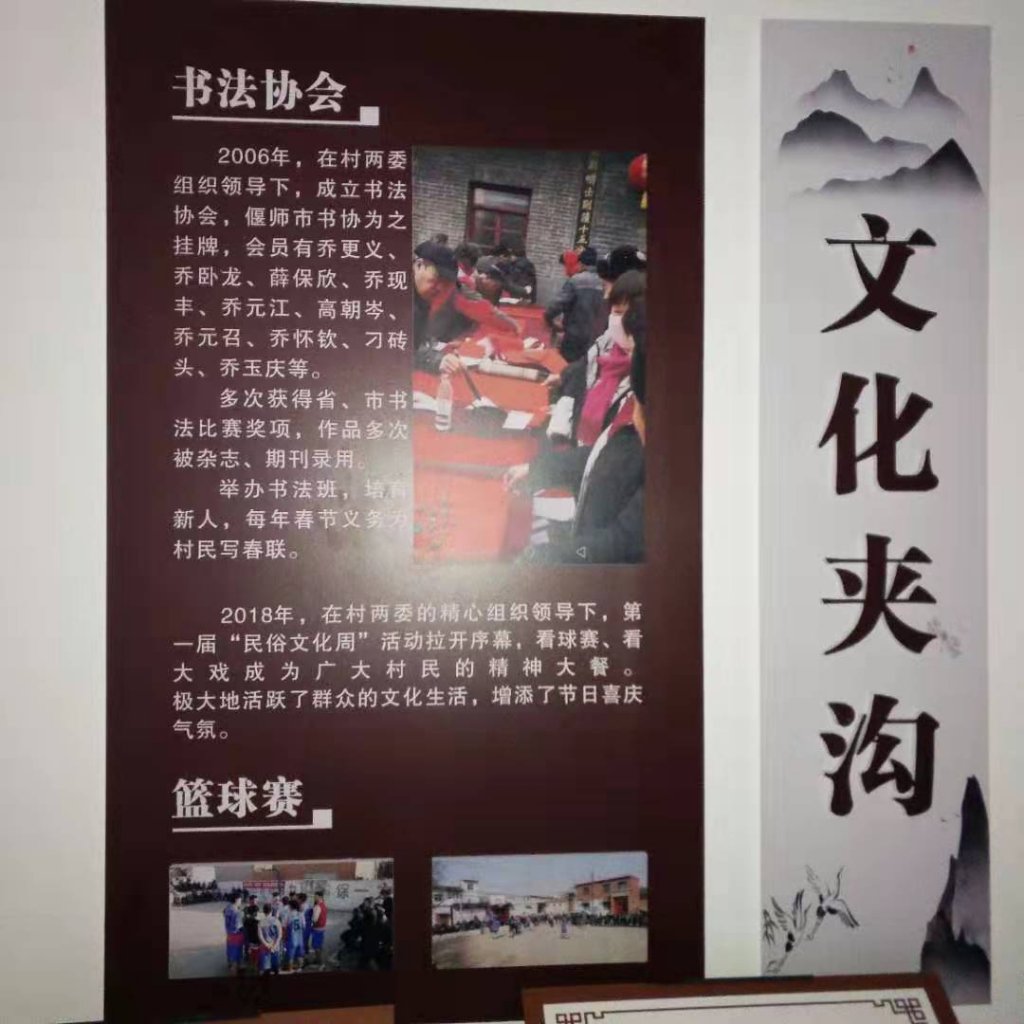 书法协会
2006年，在村两委
组织领导下，成立书法
协会，偃师市书协为之
挂牌，会员有乔更义、
乔卧龙、薛保欣、乔现
丰、乔元江、高朝岑、
乔元召、乔怀钦、刁砖
头、乔玉庆等。
多次获得省、市书
法比赛奖项，作品多次
被杂志、期刊录用。
举办书法班，培育
新人，每年春节义务为
村民写春联。
2018年，在村两委的精心组织领导下，第
一届“民俗文化周”活动拉开序幕，看球赛、看
大戏成为广大村民的精神大餐。
极大地活跃了群众的文化生活，增添了节日喜庆
气氛。
篮球赛
文化夹沟